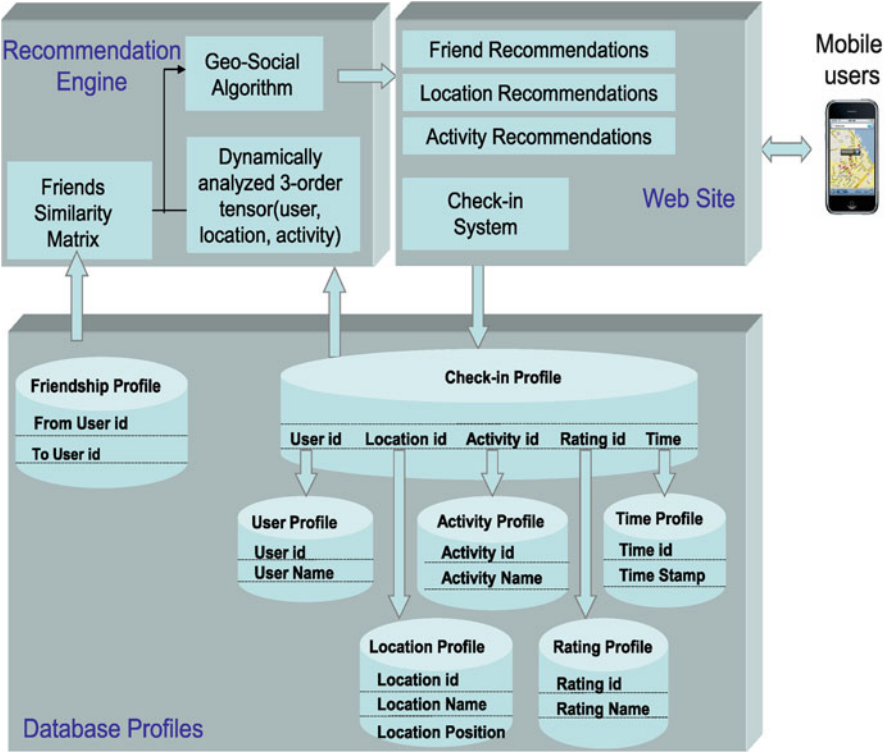 Recommendation
Engine
Geo-Social
Algorithm
Friends
Similarity
Matrix
Dynamically
analyzed 3-order
tensor(user,
location, activity)
Friend Recommendations
Location Recommendations
Activity Recommendations
Check-in
System
Web Site
Mobile
users
Friendship Profile
From User id
To User id
Check-in Profile
User id Location id Activity id Rating id Time
User Profile
User id
User Name
Activity Profile
Activity id
Activity Name
Time Profile
Time id
Time Stamp
Location Profile
Location id
Location Name
Location Position
Rating Profile
Rating id
Rating Name
Database Profiles